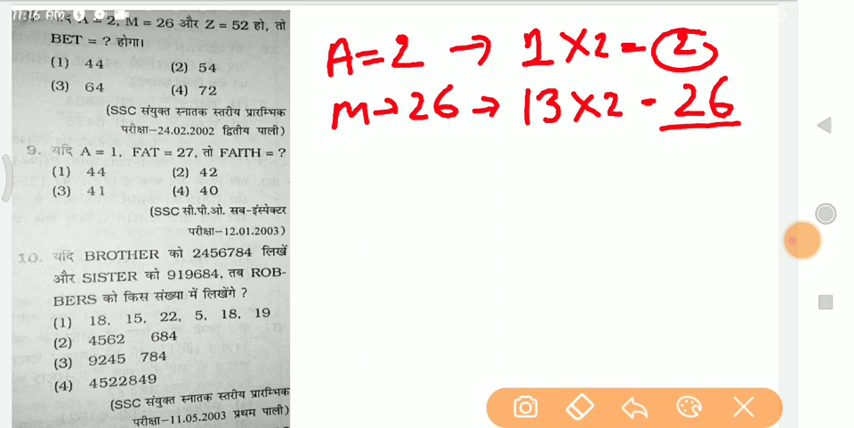 11:16 AM
A = 2, M = 26 और Z = 52 हो, तो
BET = ? होगा।
(1) 44 (2) 54
(3) 64 (4) 72
(SSC संयुक्त स्नातक स्तरीय प्रारम्भिक
परीक्षा–24.02.2002 द्वितीय पाली)
9. यदि A = 1, FAT = 27, तो FAITH = ?
(1) 44 (2) 42
(3) 41 (4) 40
(SSC सी.पी.ओ. सब-इंस्पेक्टर
परीक्षा–12.01.2003)
10. यदि BROTHER को 2456784 लिखें
और SISTER को 919684, तब ROB-
BERS को किस संख्या में लिखेंगे ?
(1) 18, 15, 22, 5, 18, 19
(2) 4562 684
(3) 9245 784
(4) 4522849
(SSC संयुक्त स्नातक स्तरीय प्रारम्भिक
परीक्षा–11.05.2003 प्रथम पाली)
A=2 → 1×2=2
m→26→ 13×2-26